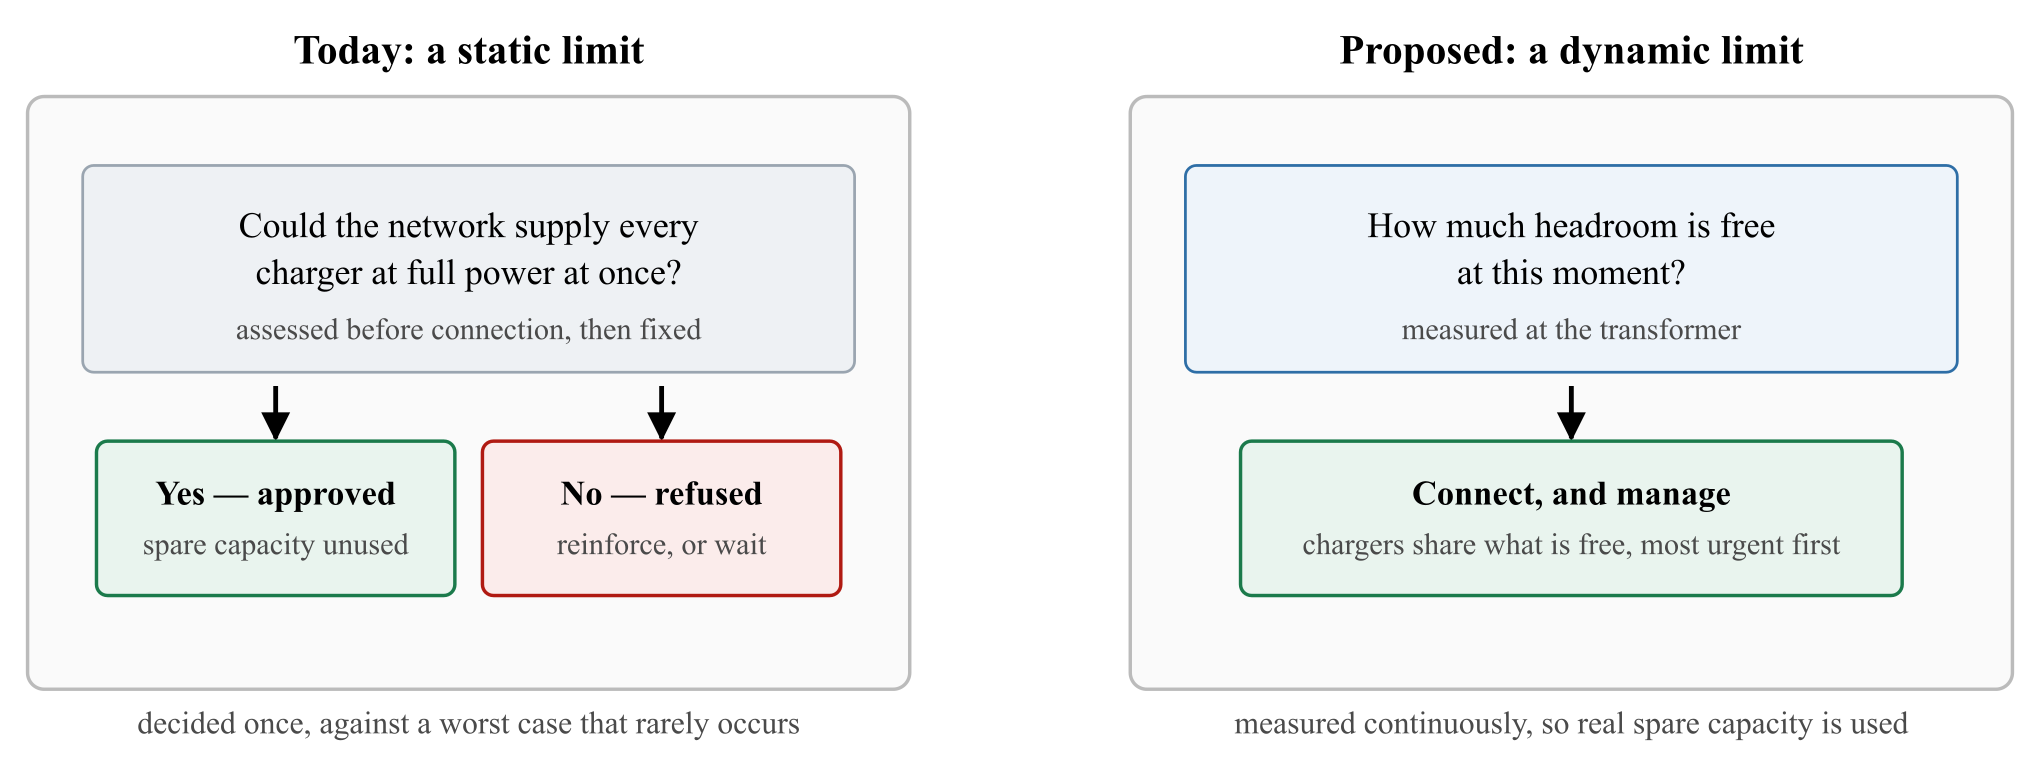 Today: a static limit
Could the network supply every
charger at full power at once?
assessed before connection, then fixed
Yes — approved
spare capacity unused
No — refused
reinforce, or wait
decided once, against a worst case that rarely occurs
Proposed: a dynamic limit
How much headroom is free
at this moment?
measured at the transformer
Connect, and manage
chargers share what is free, most urgent first
measured continuously, so real spare capacity is used